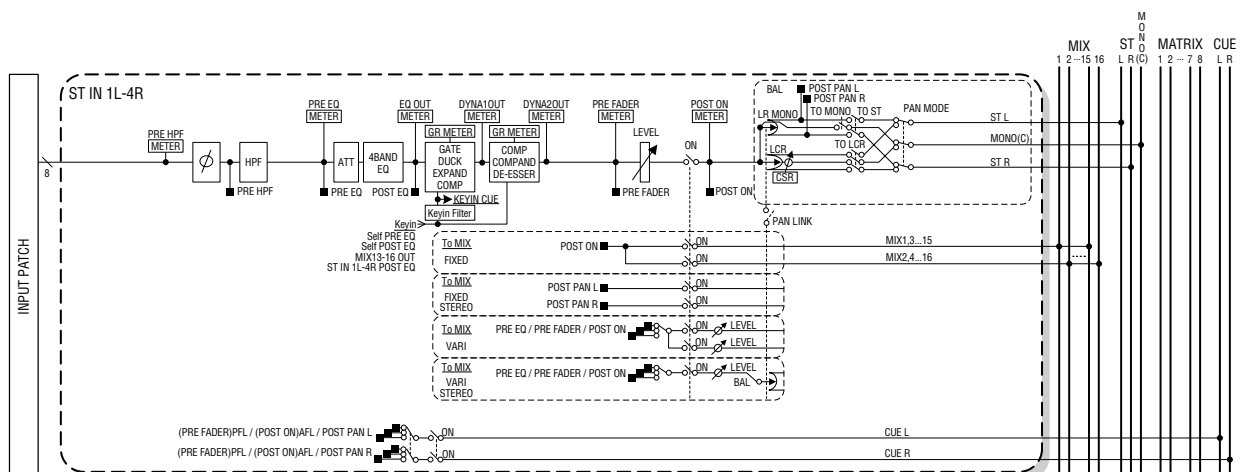 MONO(C)
MIX ST MATRIX CUE
1 2 ··· 15 16 L R (C) 1 2 ··· 7 8 L R
INPUT PATCH
8
ST IN 1L-4R
PRE HPF
METER
ø
PRE HPF
HPF
PRE EQ
METER
PRE EQ
ATT
4BAND
EQ
EQ OUT
METER
POST EQ
DYNA1OUT
METER
GR METER
GATE
DUCK
EXPAND
COMP
KEYIN CUE
Keyin Filter
DYNA2OUT
METER
GR METER
COMP
COMPAND
DE-ESSER
PRE FADER
METER
LEVEL
PRE FADER
ON
POST ON
METER
POST ON
BAL
POST PAN L
POST PAN R
LR MONO
TO MONO
TO ST
PAN MODE
TO LCR
LCR
CSR
ST L
MONO(C)
ST R
PAN LINK
Keyin
Self PRE EQ
Self POST EQ
MIX13-16 OUT
ST IN 1L-4R POST EQ
To MIX
FIXED
POST ON
ON
ON
MIX1,3...15
MIX2,4...16
To MIX
FIXED
STEREO
POST PAN L
POST PAN R
ON
ON
To MIX
VARI
PRE EQ / PRE FADER / POST ON
ON LEVEL
ON LEVEL
To MIX
VARI
STEREO
PRE EQ / PRE FADER / POST ON
ON LEVEL
BAL
(PRE FADER)PFL / (POST ON)AFL / POST PAN L
ON
CUE L
(PRE FADER)PFL / (POST ON)AFL / POST PAN R
ON
CUE R